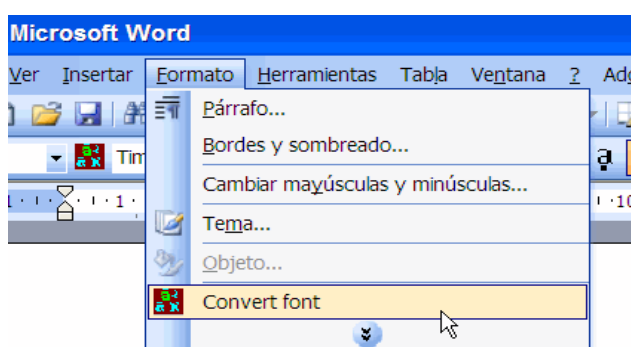 Microsoft Word
Ver Insertar Formato Herramientas Tabla Ventana ?
Párrafo...
Bordes y sombreado...
Cambiar mayúsculas y minúsculas...
Tema...
Objeto...
Convert font